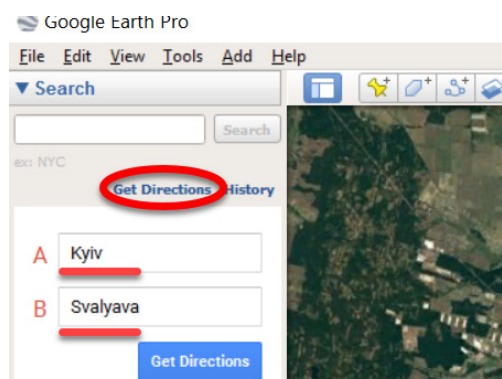 Google Earth Pro
File Edit View Tools Add Help
Search
Search
ex: NYC
Get Directions History
A Kyiv
B Svalyava
Get Directions